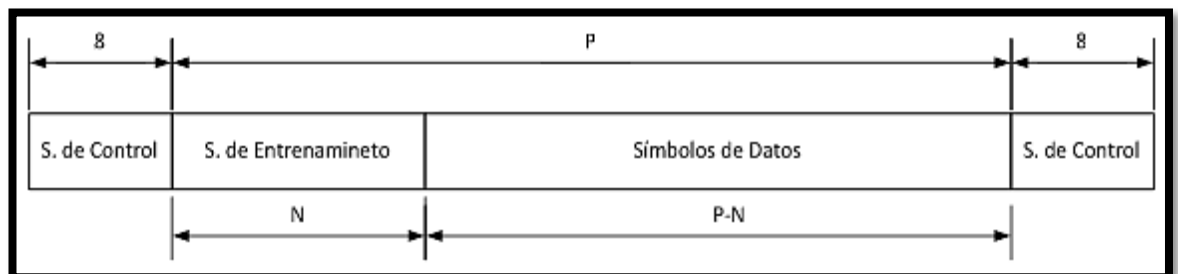 8 P 8
S. de Control S. de Entrenamineto Símbolos de Datos S. de Control
N P-N